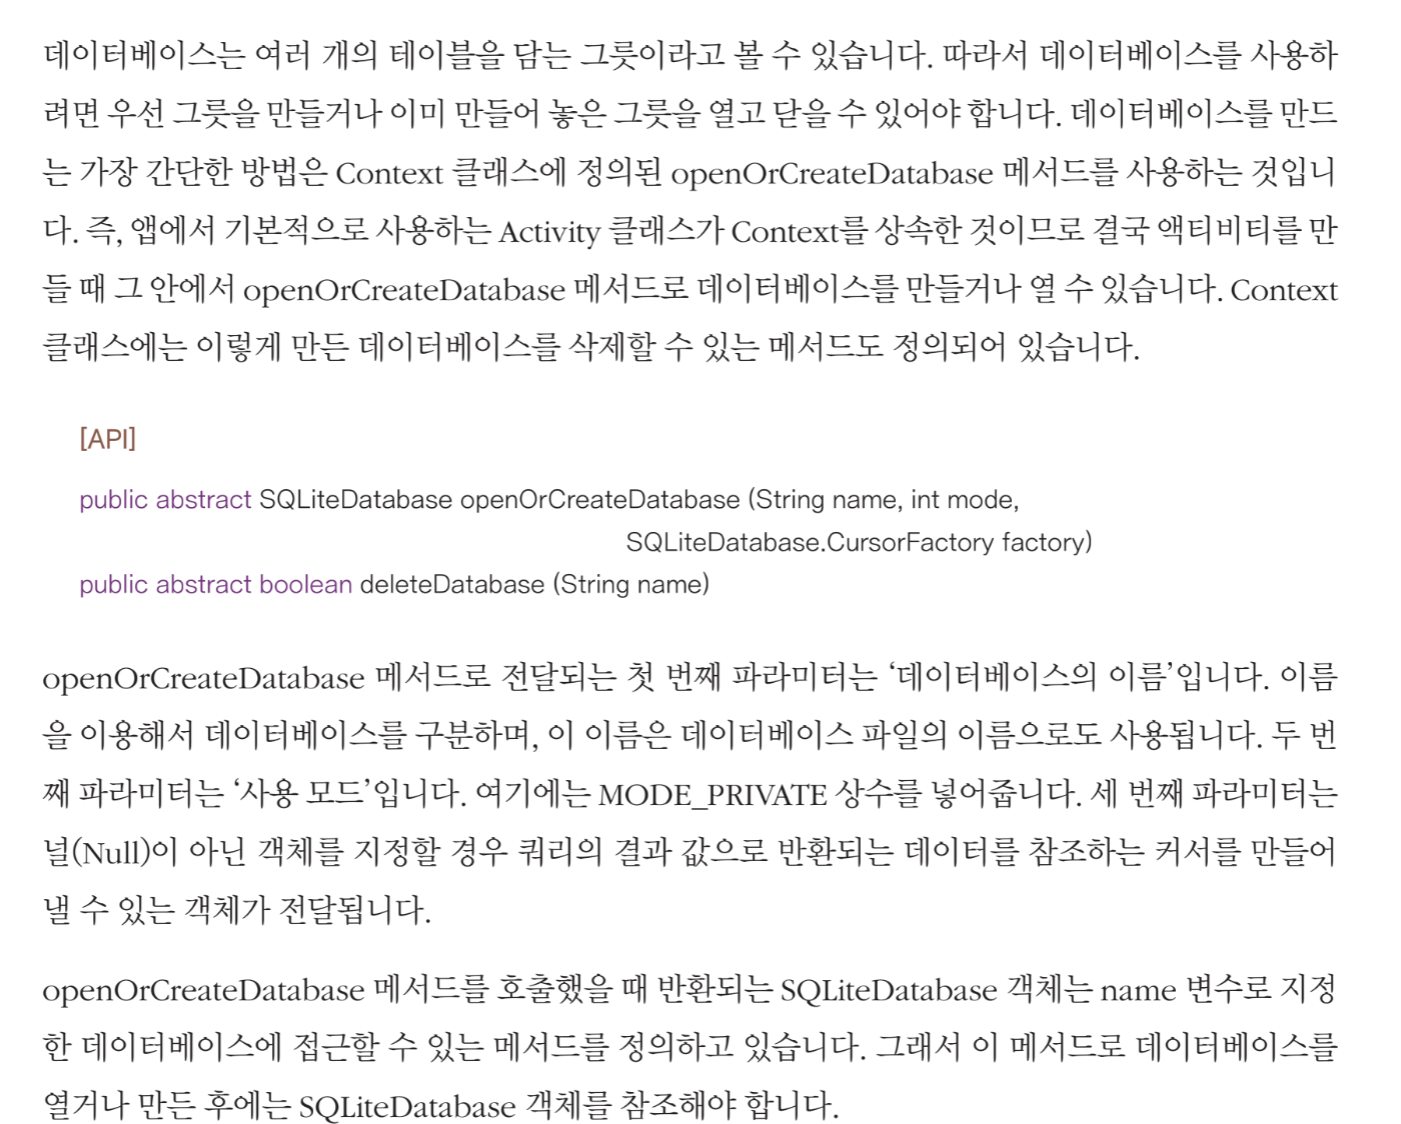 데이터베이스는 여러 개의 테이블을 담는 그릇이라고 볼 수 있습니다. 따라서 데이터베이스를 사용하
려면 우선 그릇을 만들거나 이미 만들어 놓은 그릇을 열고 닫을 수 있어야 합니다. 데이터베이스를 만드
는 가장 간단한 방법은 Context 클래스에 정의된 openOrCreateDatabase 메서드를 사용하는 것입니
다. 즉, 앱에서 기본적으로 사용하는 Activity 클래스가 Context를 상속한 것이므로 결국 액티비티를 만
들 때 그 안에서 openOrCreateDatabase 메서드로 데이터베이스를 만들거나 열 수 있습니다. Context
클래스에는 이렇게 만든 데이터베이스를 삭제할 수 있는 메서드도 정의되어 있습니다.
[API]
public abstract SQLiteDatabase openOrCreateDatabase (String name, int mode,
SQLiteDatabase.CursorFactory factory)
public abstract boolean deleteDatabase (String name)
openOrCreateDatabase 메서드로 전달되는 첫 번째 파라미터는 ‘데이터베이스의 이름’입니다. 이름
을 이용해서 데이터베이스를 구분하며, 이 이름은 데이터베이스 파일의 이름으로도 사용됩니다. 두 번
째 파라미터는 ‘사용 모드’입니다. 여기에는 MODE_PRIVATE 상수를 넣어줍니다. 세 번째 파라미터는
널(Null)이 아닌 객체를 지정할 경우 쿼리의 결과 값으로 반환되는 데이터를 참조하는 커서를 만들어
낼 수 있는 객체가 전달됩니다.
openOrCreateDatabase 메서드를 호출했을 때 반환되는 SQLiteDatabase 객체는 name 변수로 지정
한 데이터베이스에 접근할 수 있는 메서드를 정의하고 있습니다. 그래서 이 메서드로 데이터베이스를
열거나 만든 후에는 SQLiteDatabase 객체를 참조해야 합니다.